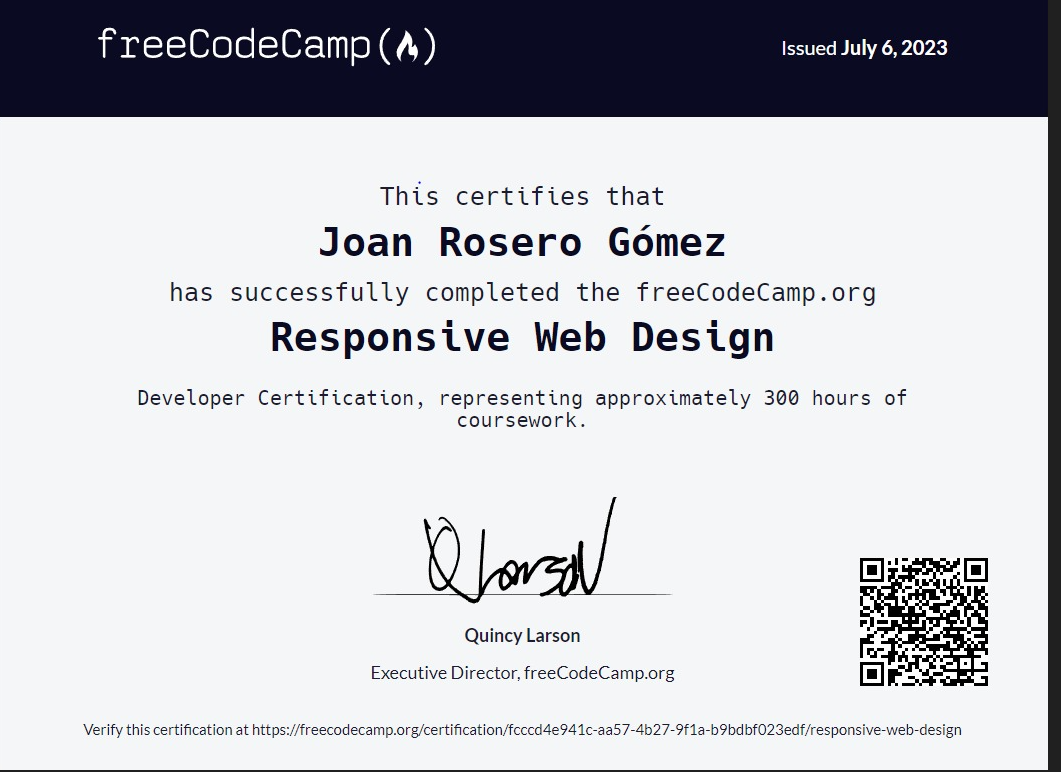 freeCodeCamp
Issued July 6, 2023
This certifies that
Joan Rosero Gómez
has successfully completed the freeCodeCamp.org
Responsive Web Design
Developer Certification, representing approximately 300 hours of
coursework.
Q Larson
Quincy Larson
Executive Director, freeCodeCamp.org
Verify this certification at https://freecodecamp.org/certification/fcccd4e941c-aa57-4b27-9f1a-b9bdbf023edf/responsive-web-design